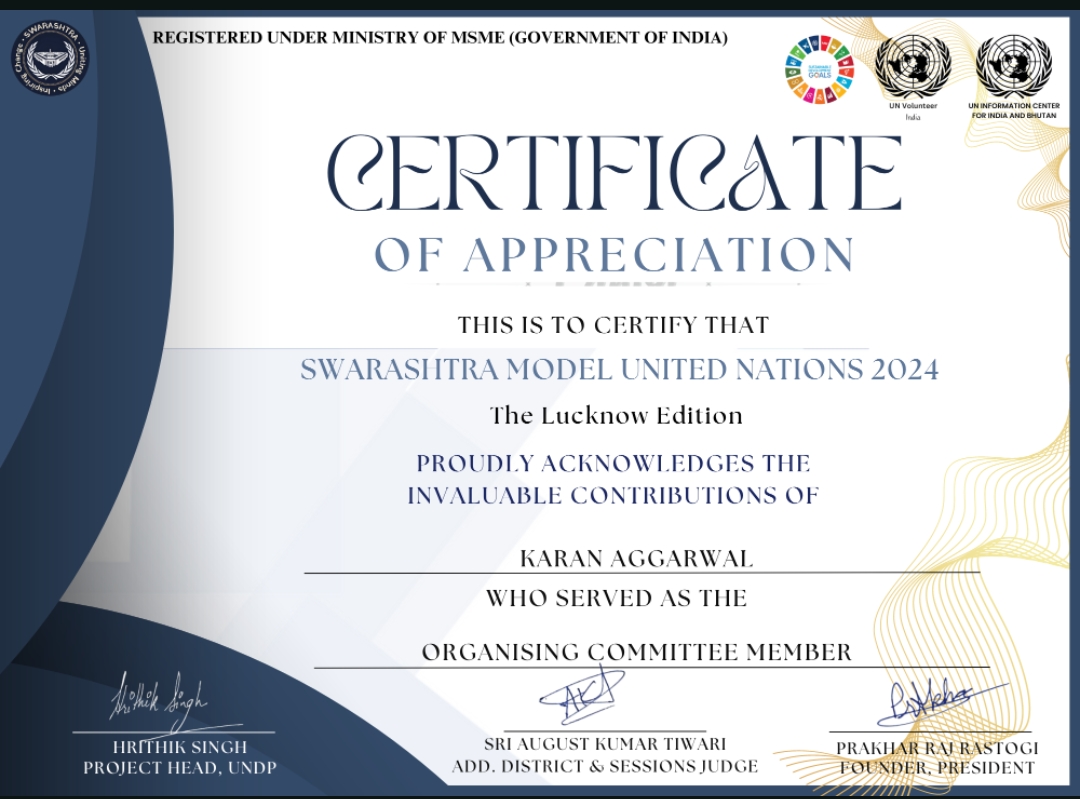 SWARASHTRA
Inspiring Change • Uniting Minds
REGISTERED UNDER MINISTRY OF MSME (GOVERNMENT OF INDIA)
SUSTAINABLE
DEVELOPMENT
GOALS
UN Volunteer
India
UN INFORMATION CENTER
FOR INDIA AND BHUTAN
CERTIFICATE
OF APPRECIATION
THIS IS TO CERTIFY THAT
SWARASHTRA MODEL UNITED NATIONS 2024
The Lucknow Edition
PROUDLY ACKNOWLEDGES THE
INVALUABLE CONTRIBUTIONS OF
KARAN AGGARWAL
WHO SERVED AS THE
ORGANISING COMMITTEE MEMBER
Hrithik Singh
HRITHIK SINGH
PROJECT HEAD, UNDP
AKT
SRI AUGUST KUMAR TIWARI
ADD. DISTRICT & SESSIONS JUDGE
PRAKHAR RAJ RASTOGI
FOUNDER, PRESIDENT